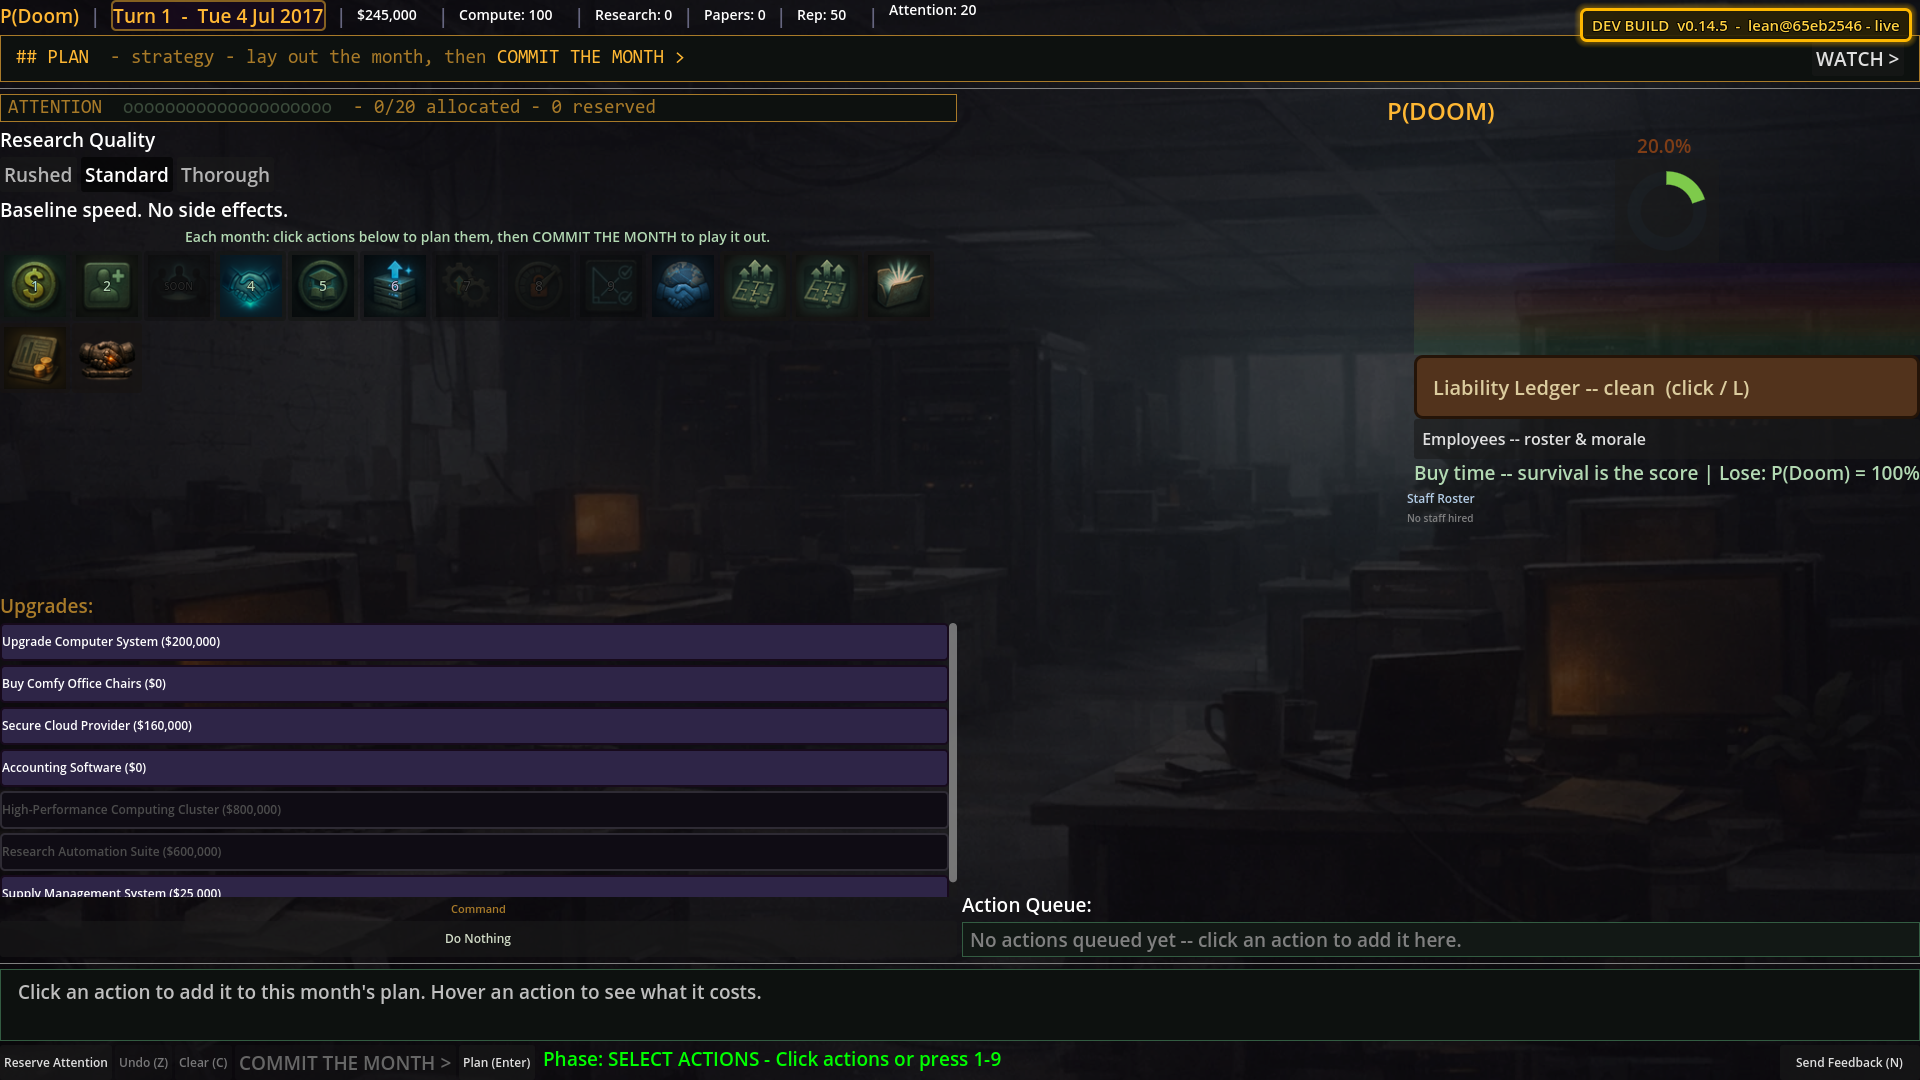 P(Doom) | Turn 1 - Tue 4 Jul 2017 | $245,000 | Compute: 100 | Research: 0 | Papers: 0 | Rep: 50 | Attention: 20
DEV BUILD v0.14.5 - lean@65eb2546 - live
## PLAN - strategy - lay out the month, then COMMIT THE MONTH >
WATCH >
ATTENTION oooooooooooooooooooo - 0/20 allocated - 0 reserved
Research Quality
Rushed Standard Thorough
Baseline speed. No side effects.
Each month: click actions below to plan them, then COMMIT THE MONTH to play it out.
1 2 SOON 4 5 6 7 8 9
P(DOOM)
20.0%
Liability Ledger -- clean (click / L)
Employees -- roster & morale
Buy time -- survival is the score | Lose: P(Doom) = 100%
Staff Roster
No staff hired
Upgrades:
Upgrade Computer System ($200,000)
Buy Comfy Office Chairs ($0)
Secure Cloud Provider ($160,000)
Accounting Software ($0)
High-Performance Computing Cluster ($800,000)
Research Automation Suite ($600,000)
Supply Management System ($25,000)
Command
Do Nothing
Action Queue:
No actions queued yet -- click an action to add it here.
Click an action to add it to this month's plan. Hover an action to see what it costs.
Reserve Attention Undo (Z) Clear (C) COMMIT THE MONTH > Plan (Enter) Phase: SELECT ACTIONS - Click actions or press 1-9
Send Feedback (N)